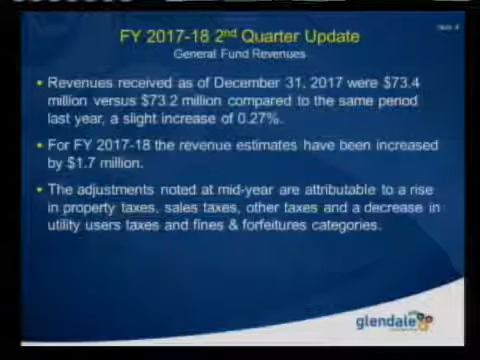 Slide 4
FY 2017-18 2nd Quarter Update
General Fund Revenues
• Revenues received as of December 31, 2017 were $73.4
million versus $73.2 million compared to the same period
last year, a slight increase of 0.27%.
• For FY 2017-18 the revenue estimates have been increased
by $1.7 million.
• The adjustments noted at mid-year are attributable to a rise
in property taxes, sales taxes, other taxes and a decrease in
utility users taxes and fines & forfeitures categories.
glendale